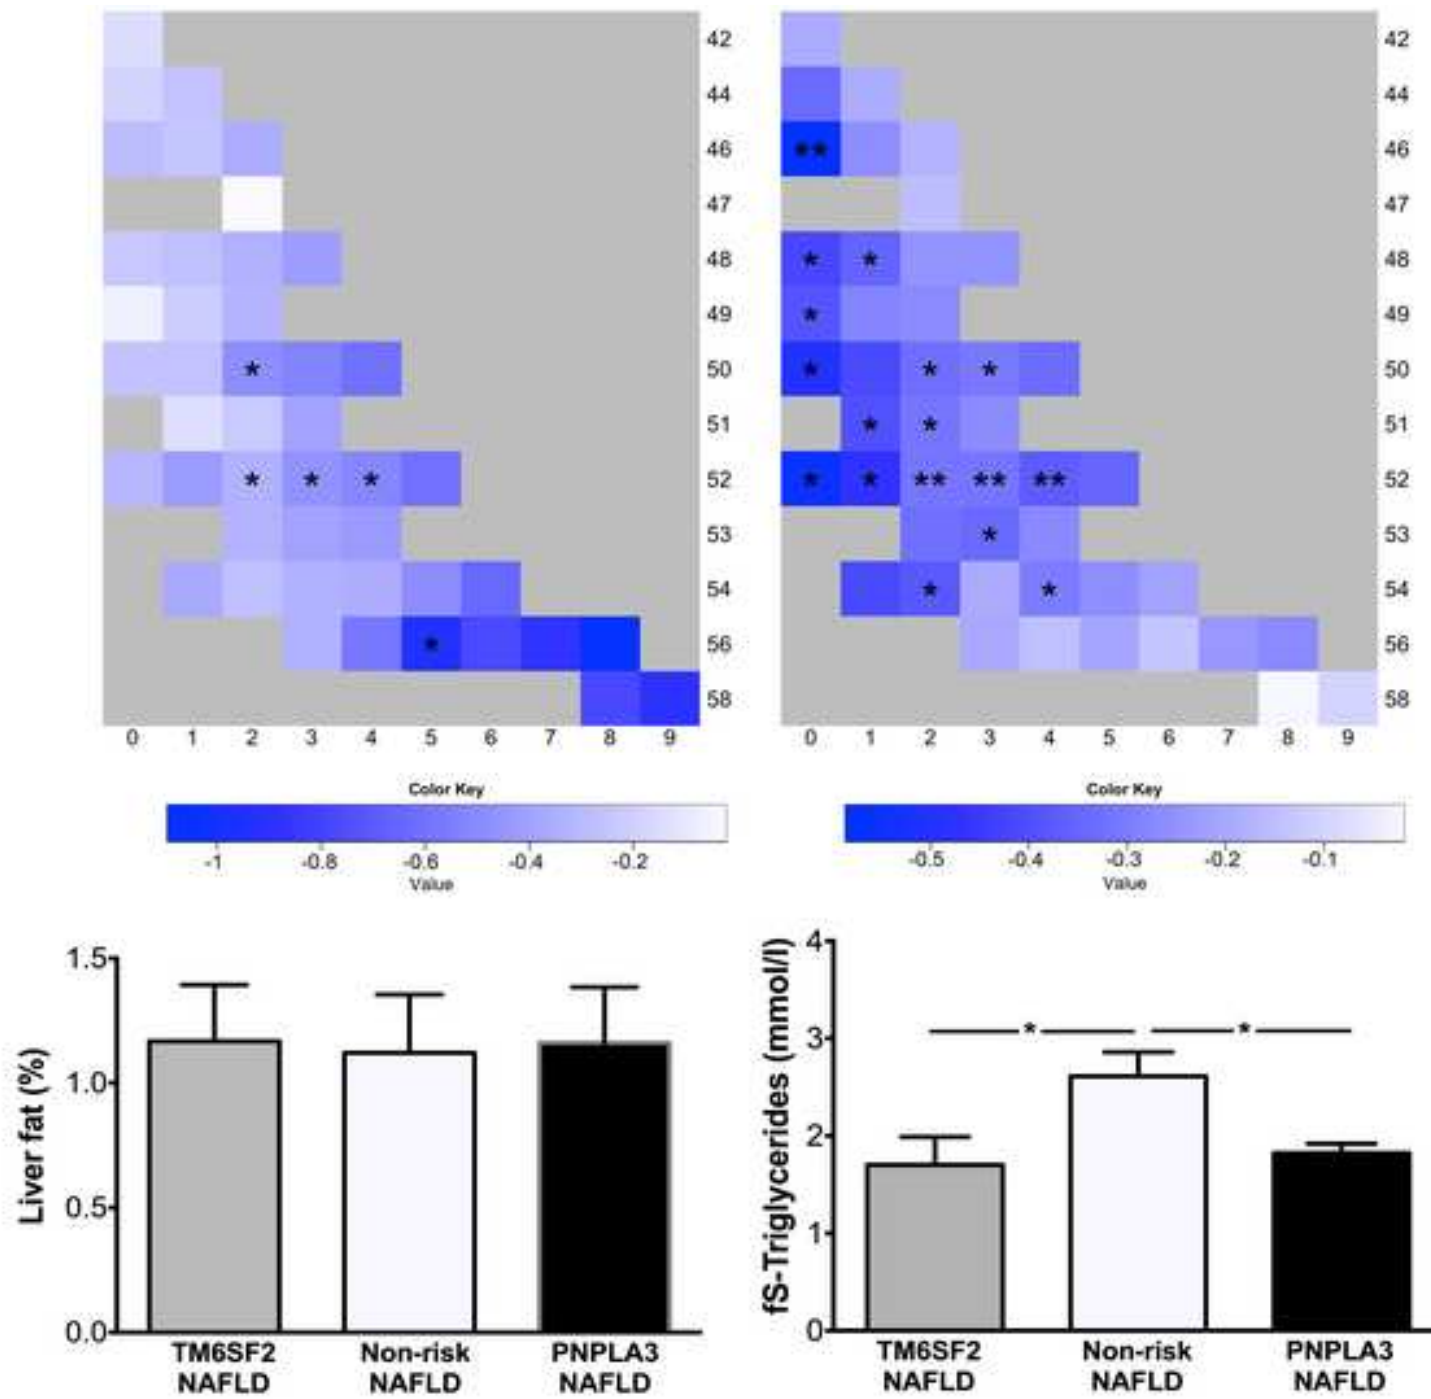 42 42
44 44
** 46 46
47 47
* * 48 48
* 49 49
* * * * 50 50
* * 51 51
* * * * * ** ** ** 52 52
* 53 53
* * 54 54
* 56 56
58 58
0 1 2 3 4 5 6 7 8 9 0 1 2 3 4 5 6 7 8 9
Color Key Color Key
-1 -0.8 -0.6 -0.4 -0.2 -0.5 -0.4 -0.3 -0.2 -0.1
Value Value
Liver fat (%)
1.5
1.0
0.5
0.0
TM6SF2 NAFLD
Non-risk NAFLD
PNPLA3 NAFLD
fS-Triglycerides (mmol/l)
4
3
2
1
0
* *
TM6SF2 NAFLD
Non-risk NAFLD
PNPLA3 NAFLD